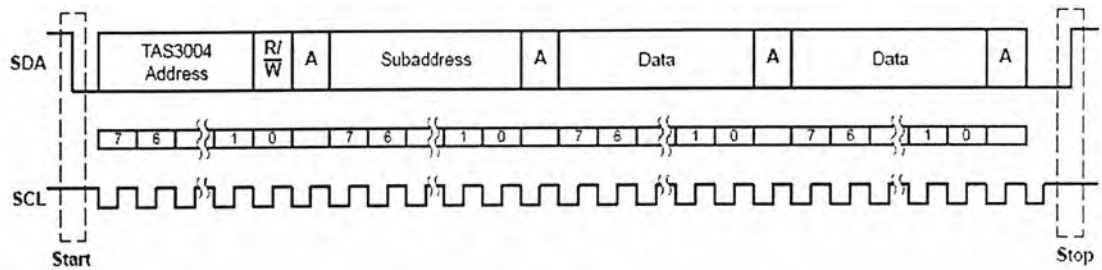 SDA
TAS3004
Address
R/
W
A
Subaddress
A
Data
A
Data
A
7 6 1 0 7 6 1 0 7 6 1 0 7 6 1 0
SCL
Start
Stop